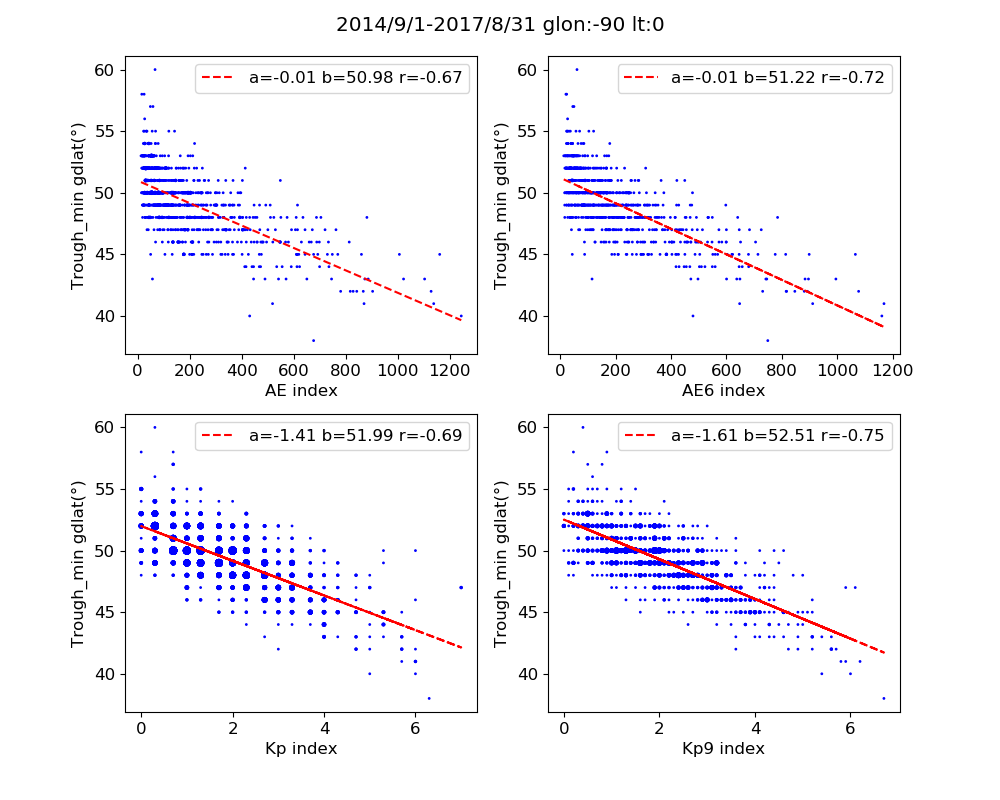 2014/9/1-2017/8/31 glon:-90 lt:0
a=-0.01 b=50.98 r=-0.67
Trough_min gdlat(°)
60
55
50
45
40
0 200 400 600 800 1000 1200
AE index
a=-0.01 b=51.22 r=-0.72
Trough_min gdlat(°)
60
55
50
45
40
0 200 400 600 800 1000 1200
AE6 index
a=-1.41 b=51.99 r=-0.69
Trough_min gdlat(°)
60
55
50
45
40
0 2 4 6
Kp index
a=-1.61 b=52.51 r=-0.75
Trough_min gdlat(°)
60
55
50
45
40
0 2 4 6
Kp9 index